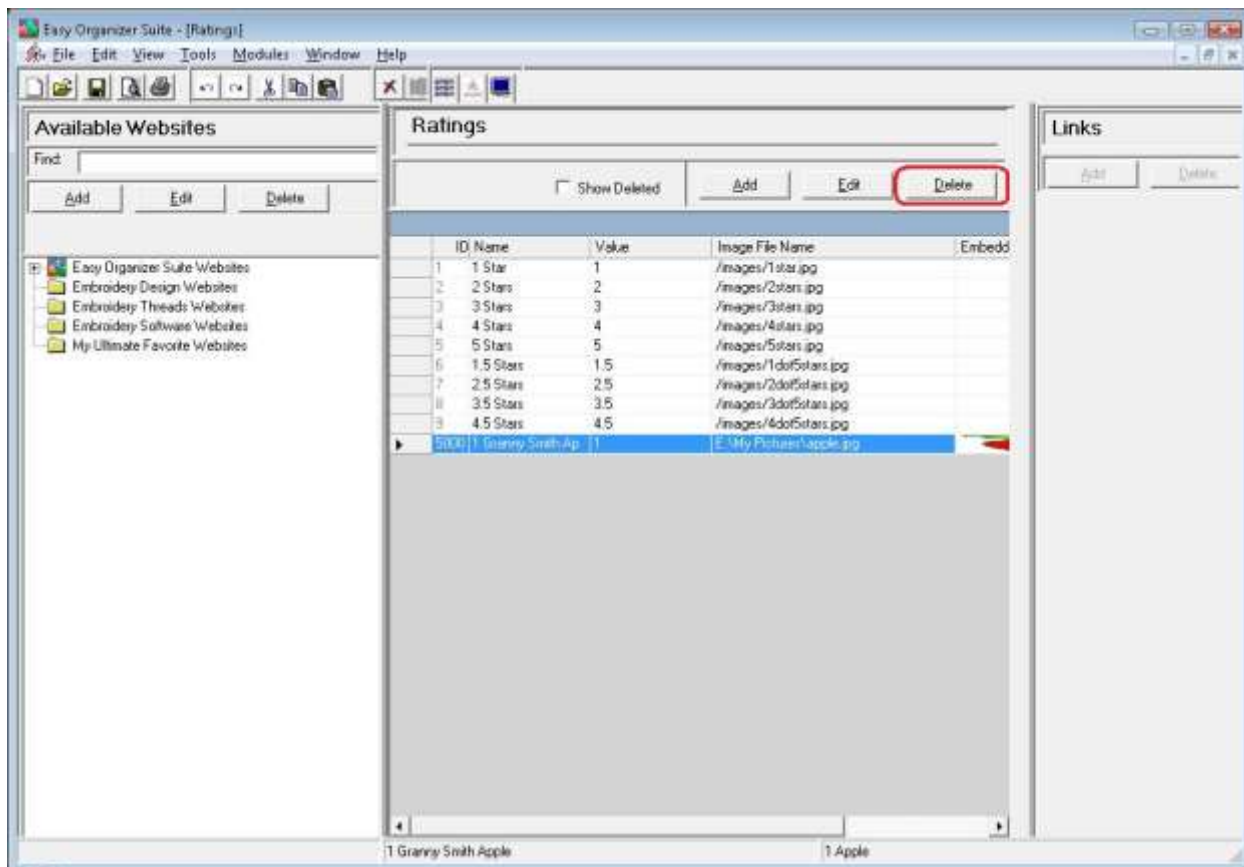 Easy Organizer Suite - [Ratings]
File Edit View Tools Modules Window Help
Available Websites
Find:
Add Edit Delete
Easy Organizer Suite Websites
Embroidery Design Websites
Embroidery Threads Websites
Embroidery Software Websites
My Ultimate Favorite Websites
Ratings
Show Deleted Add Edit Delete
ID Name Value Image File Name Embedd
1 1 Star 1 /images/1star.jpg
2 2 Stars 2 /images/2stars.jpg
3 3 Stars 3 /images/3stars.jpg
4 4 Stars 4 /images/4stars.jpg
5 5 Stars 5 /images/5stars.jpg
6 1.5 Stars 1.5 /images/1dot5stars.jpg
7 2.5 Stars 2.5 /images/2dot5stars.jpg
8 3.5 Stars 3.5 /images/3dot5stars.jpg
9 4.5 Stars 4.5 /images/4dot5stars.jpg
5000 1 Granny Smith Ap 1 E:\My Pictures\apple.jpg
Links
Add Delete
1 Granny Smith Apple 1 Apple